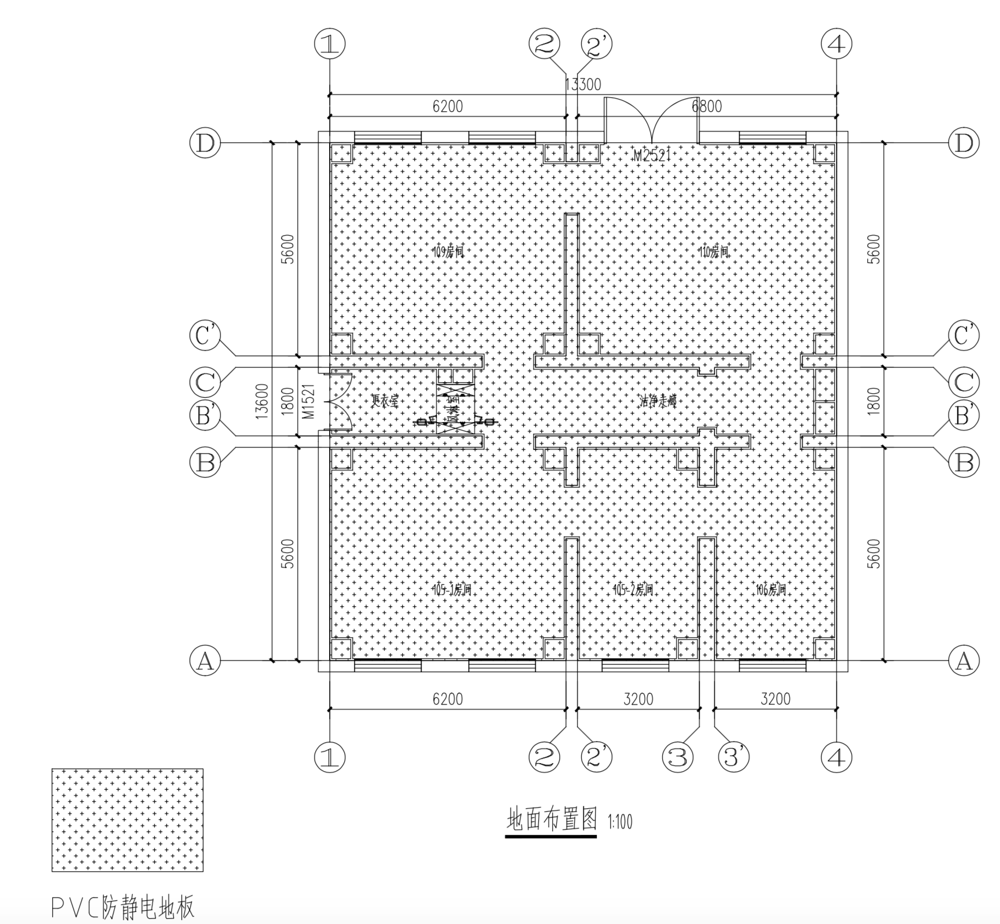 1 2 2' 4
13300
6200 6800
D D
M2521
5600 109房间 110房间 5600
C' C'
C C
13600 1800 M1521 更衣室 风淋室 洁净走廊 1800
B' B'
B B
5600 5600
105-1房间 105-2房间 106房间
A A
6200 3200 3200
1 2 2' 3 3' 4
地面布置图 1:100
PVC防静电地板